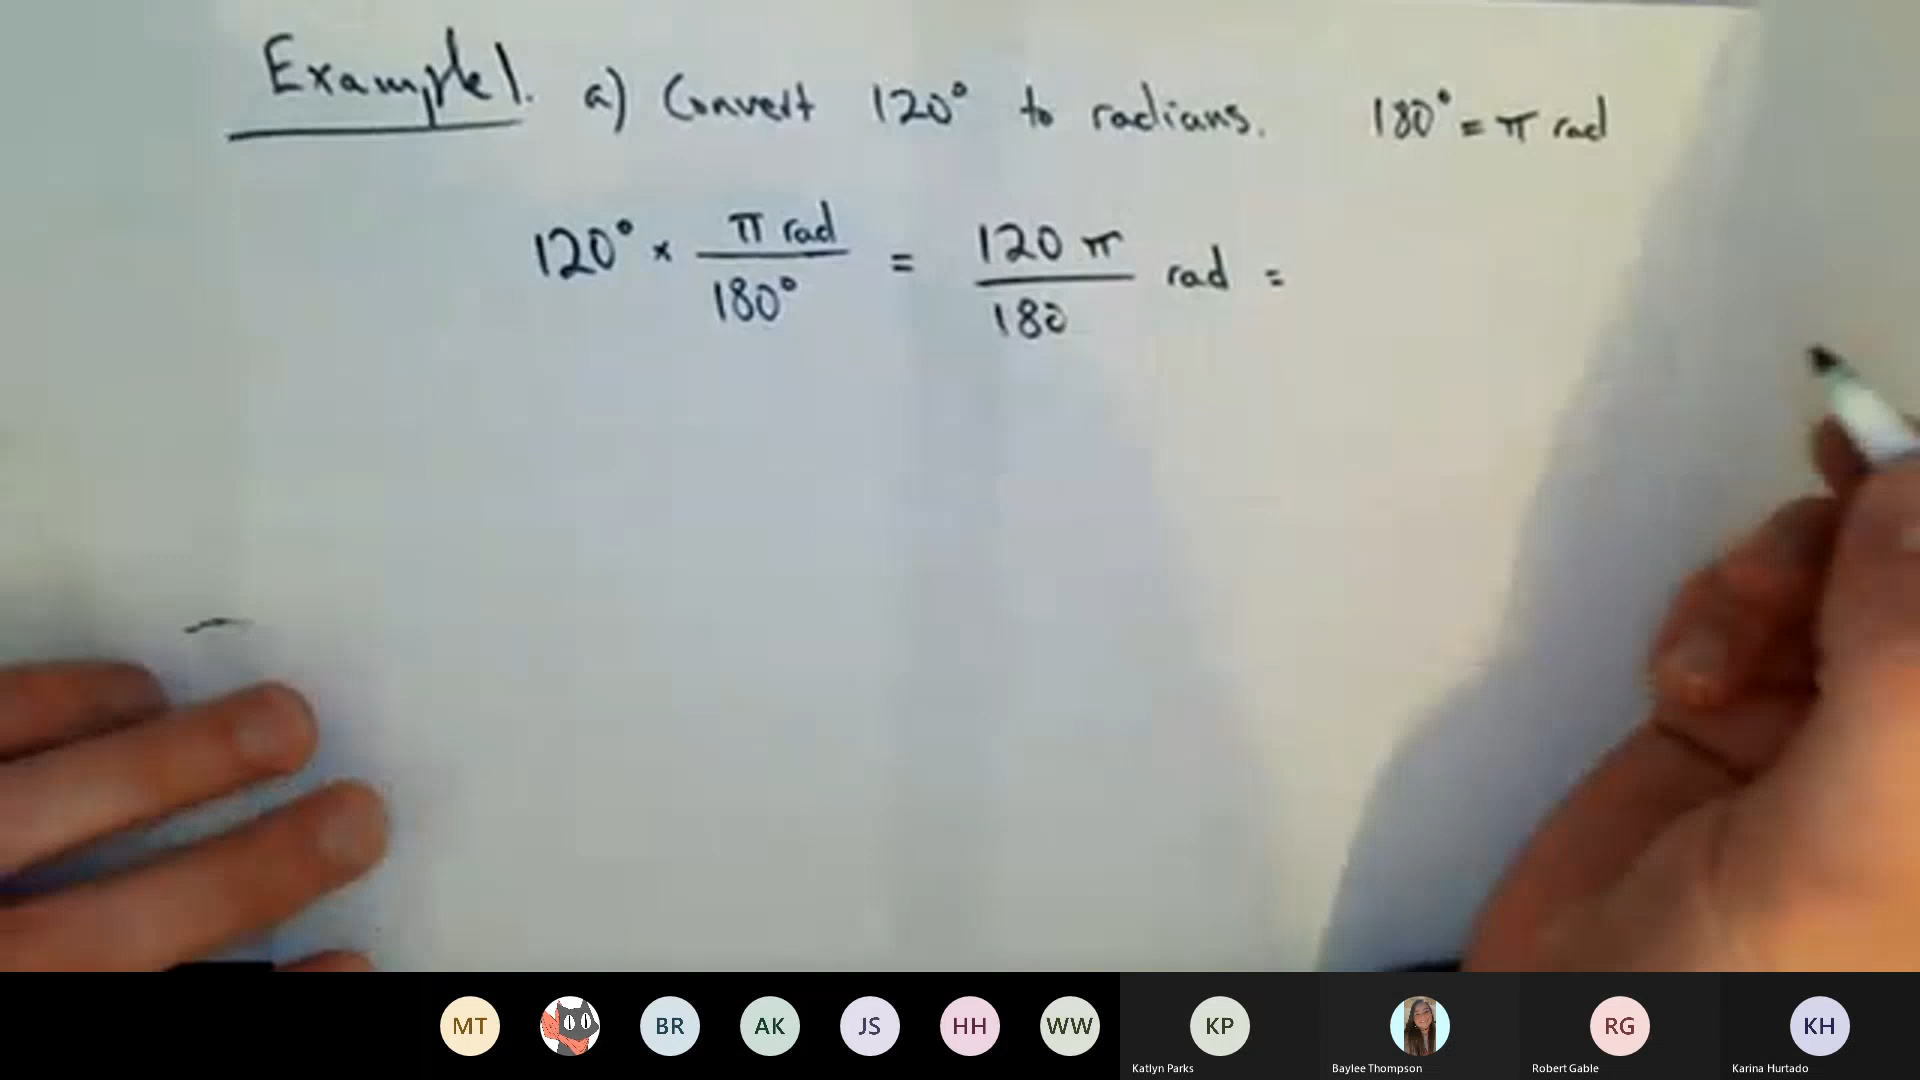 Example 1. a) Convert 120° to radians. 180° = π rad
120° × π rad / 180° = 120 π / 180 rad =
MT BR AK JS HH WW KP RG KH
Katlyn Parks Baylee Thompson Robert Gable Karina Hurtado